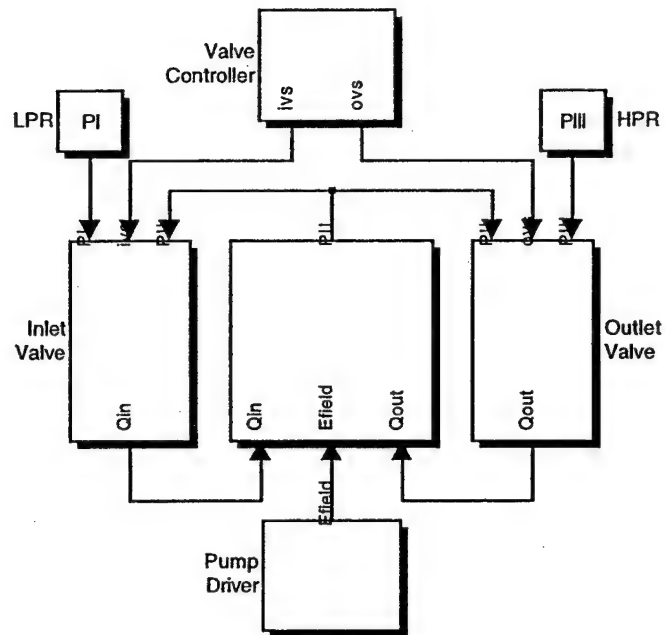 Valve
Controller
ivs
ovs
LPR
PI
PIII
HPR
PI
ivs
PII
PII
PII
ovs
PIII
Inlet
Valve
Outlet
Valve
Qin
Qin
Efield
Qout
Qout
Efield
Pump
Driver